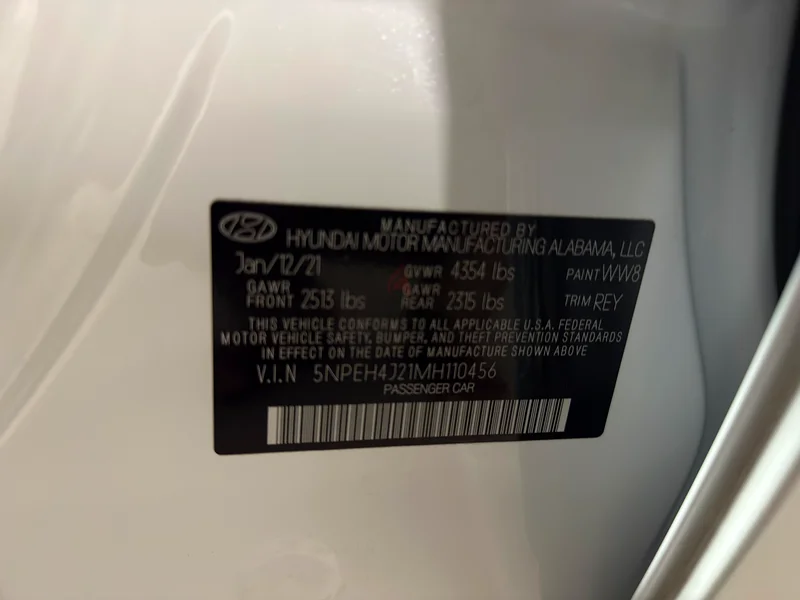 MANUFACTURED BY
HYUNDAI MOTOR MANUFACTURING ALABAMA, LLC
Jan/12/21 GVWR 4354 lbs PAINT WW8
GAWR FRONT 2513 lbs GAWR REAR 2315 lbs TRIM REY
THIS VEHICLE CONFORMS TO ALL APPLICABLE U.S.A. FEDERAL
MOTOR VEHICLE SAFETY, BUMPER, AND THEFT PREVENTION STANDARDS
IN EFFECT ON THE DATE OF MANUFACTURE SHOWN ABOVE
V.I.N 5NPEH4J21MH110456
PASSENGER CAR